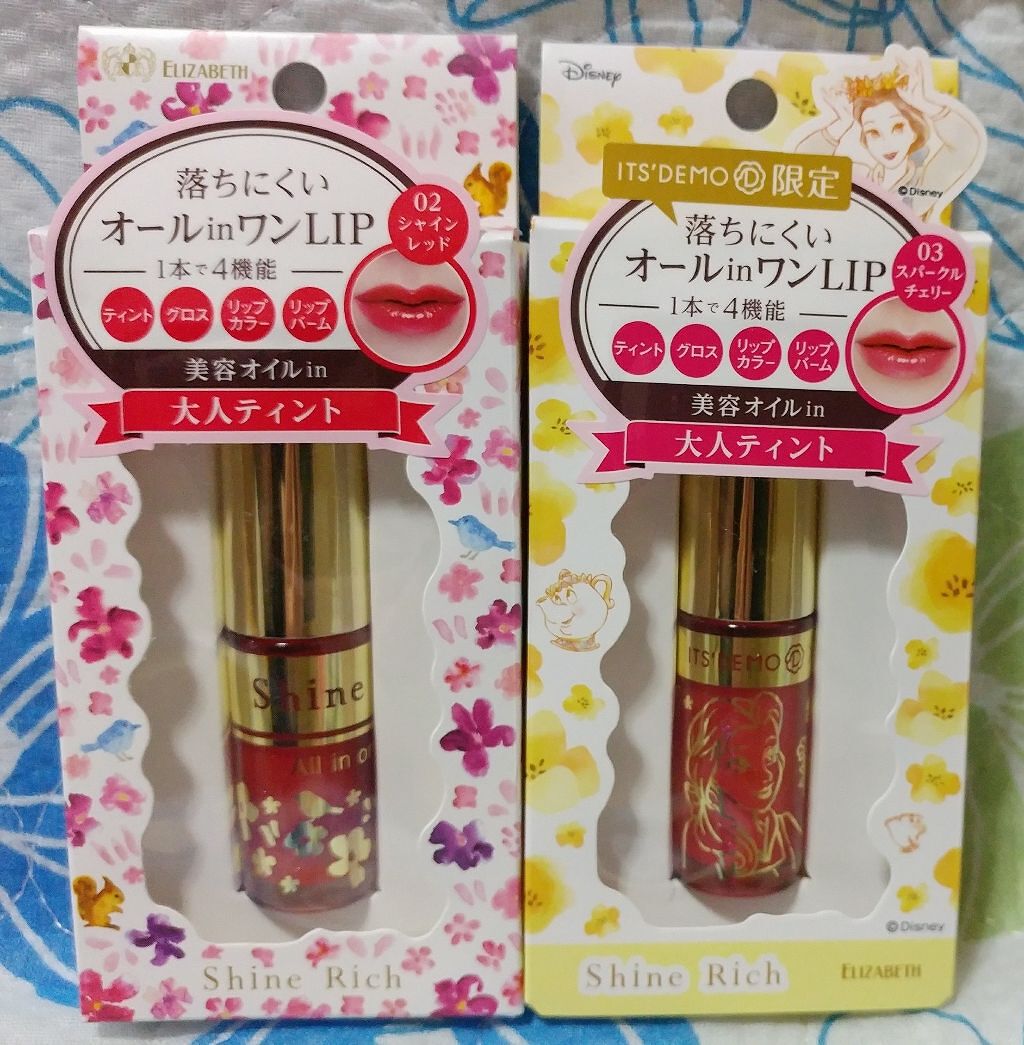 ELIZABETH
落ちにくい
オールinワンLIP
1本で4機能
ティント
グロス
リップ
カラー
リップ
バーム
02
シャイン
レッド
美容オイルin
大人ティント
Shine
All in on
Shine Rich
Disney
©Disney
ITS'DEMO 限定
落ちにくい
オールinワンLIP
1本で4機能
ティント
グロス
リップ
カラー
リップ
バーム
03
スパークル
チェリー
美容オイルin
大人ティント
ITS'DEMO
©Disney
Shine Rich
ELIZABETH